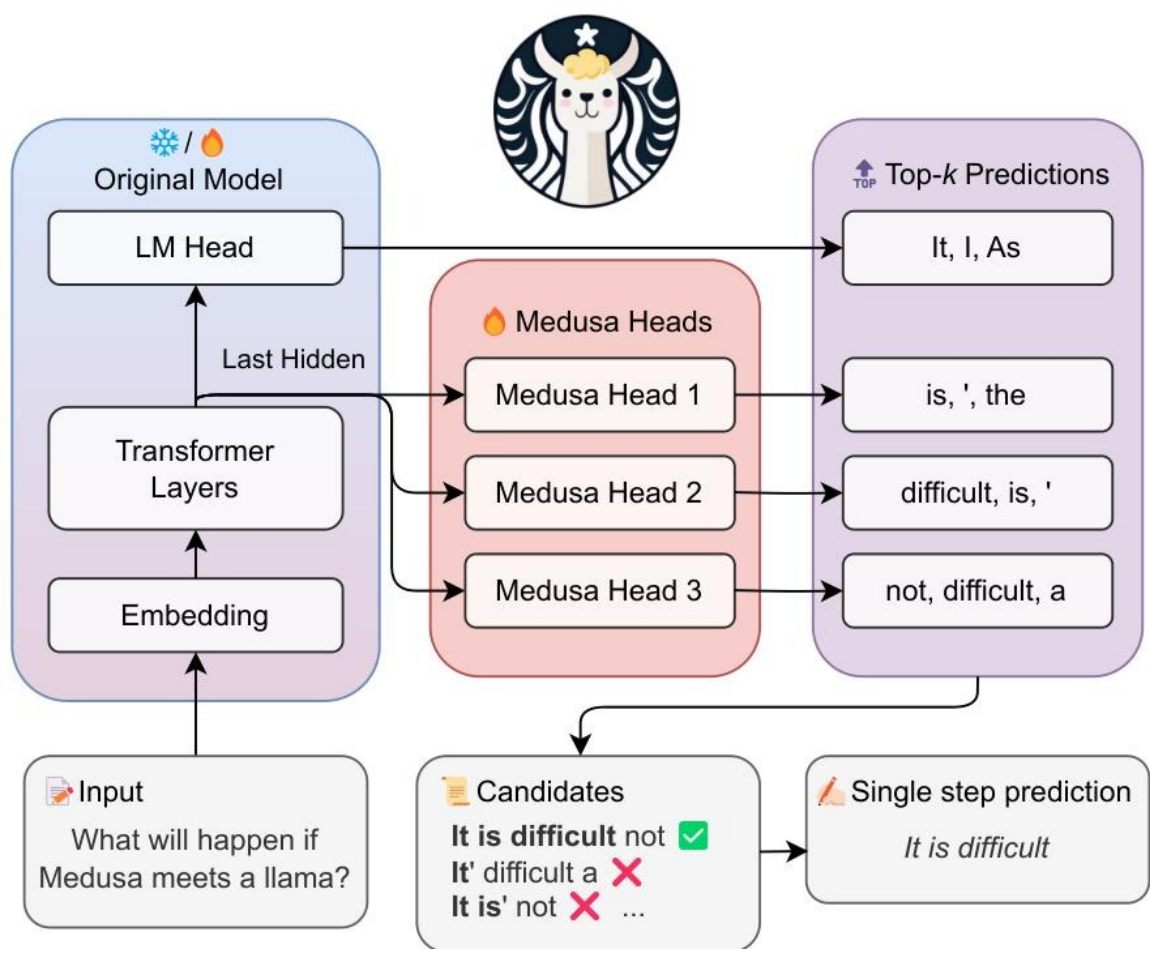 Original Model
LM Head
Last Hidden
Transformer
Layers
Embedding
Medusa Heads
Medusa Head 1
Medusa Head 2
Medusa Head 3
TOP
Top-k Predictions
It, I, As
is, ', the
difficult, is, '
not, difficult, a
Input
What will happen if
Medusa meets a llama?
Candidates
It is difficult not
It' difficult a
It is' not ...
Single step prediction
It is difficult